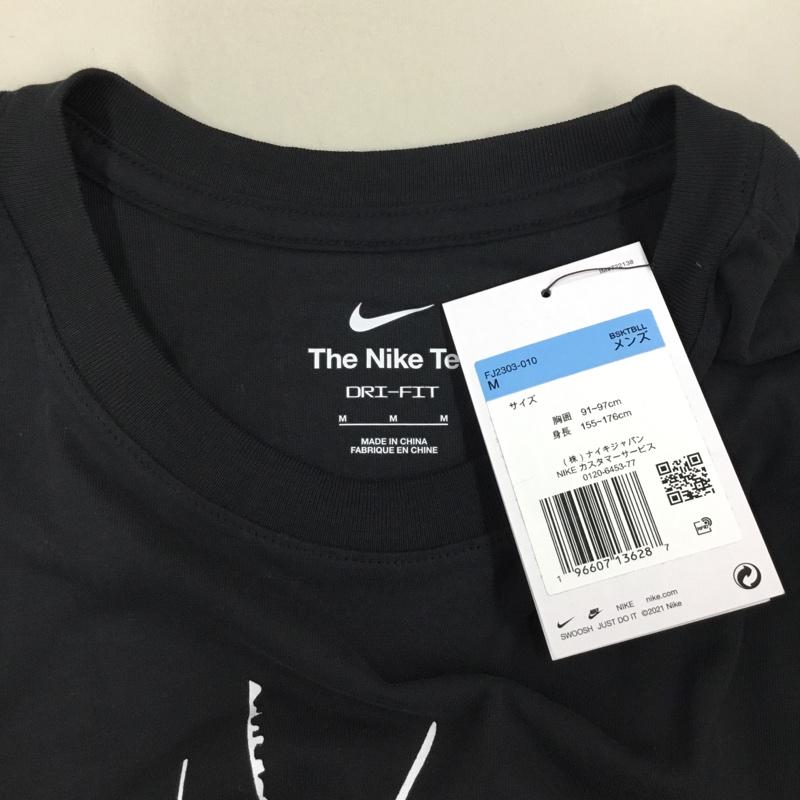 The Nike Te
DRI-FIT
M M M
MADE IN CHINA
FABRIQUE EN CHINE
BSKTBLL
メンズ
FJ2303-010
M
サイズ
胸囲 91~97cm
身長 155~176cm
(株)ナイキジャパン
NIKE カスタマーサービス
0120-6453-77
1 96607 13628 7
NIKE nike.com
SWOOSH JUST DO IT ©2021 Nike